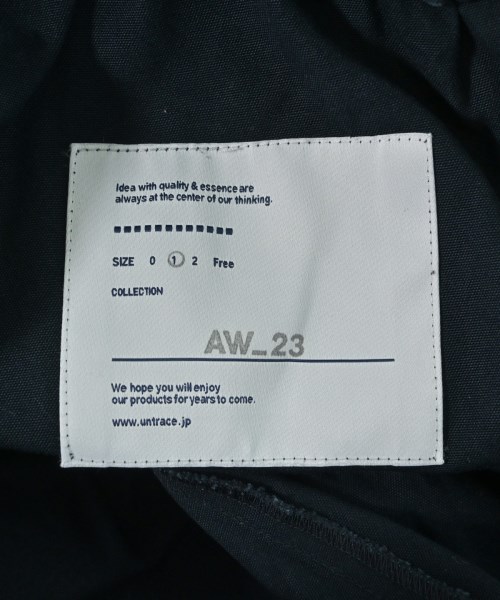 Idea with quality & essence are
always at the center of our thinking.
SIZE 0 1 2 Free
COLLECTION
AW_23
We hope you will enjoy
our products for years to come.
www.untrace.jp